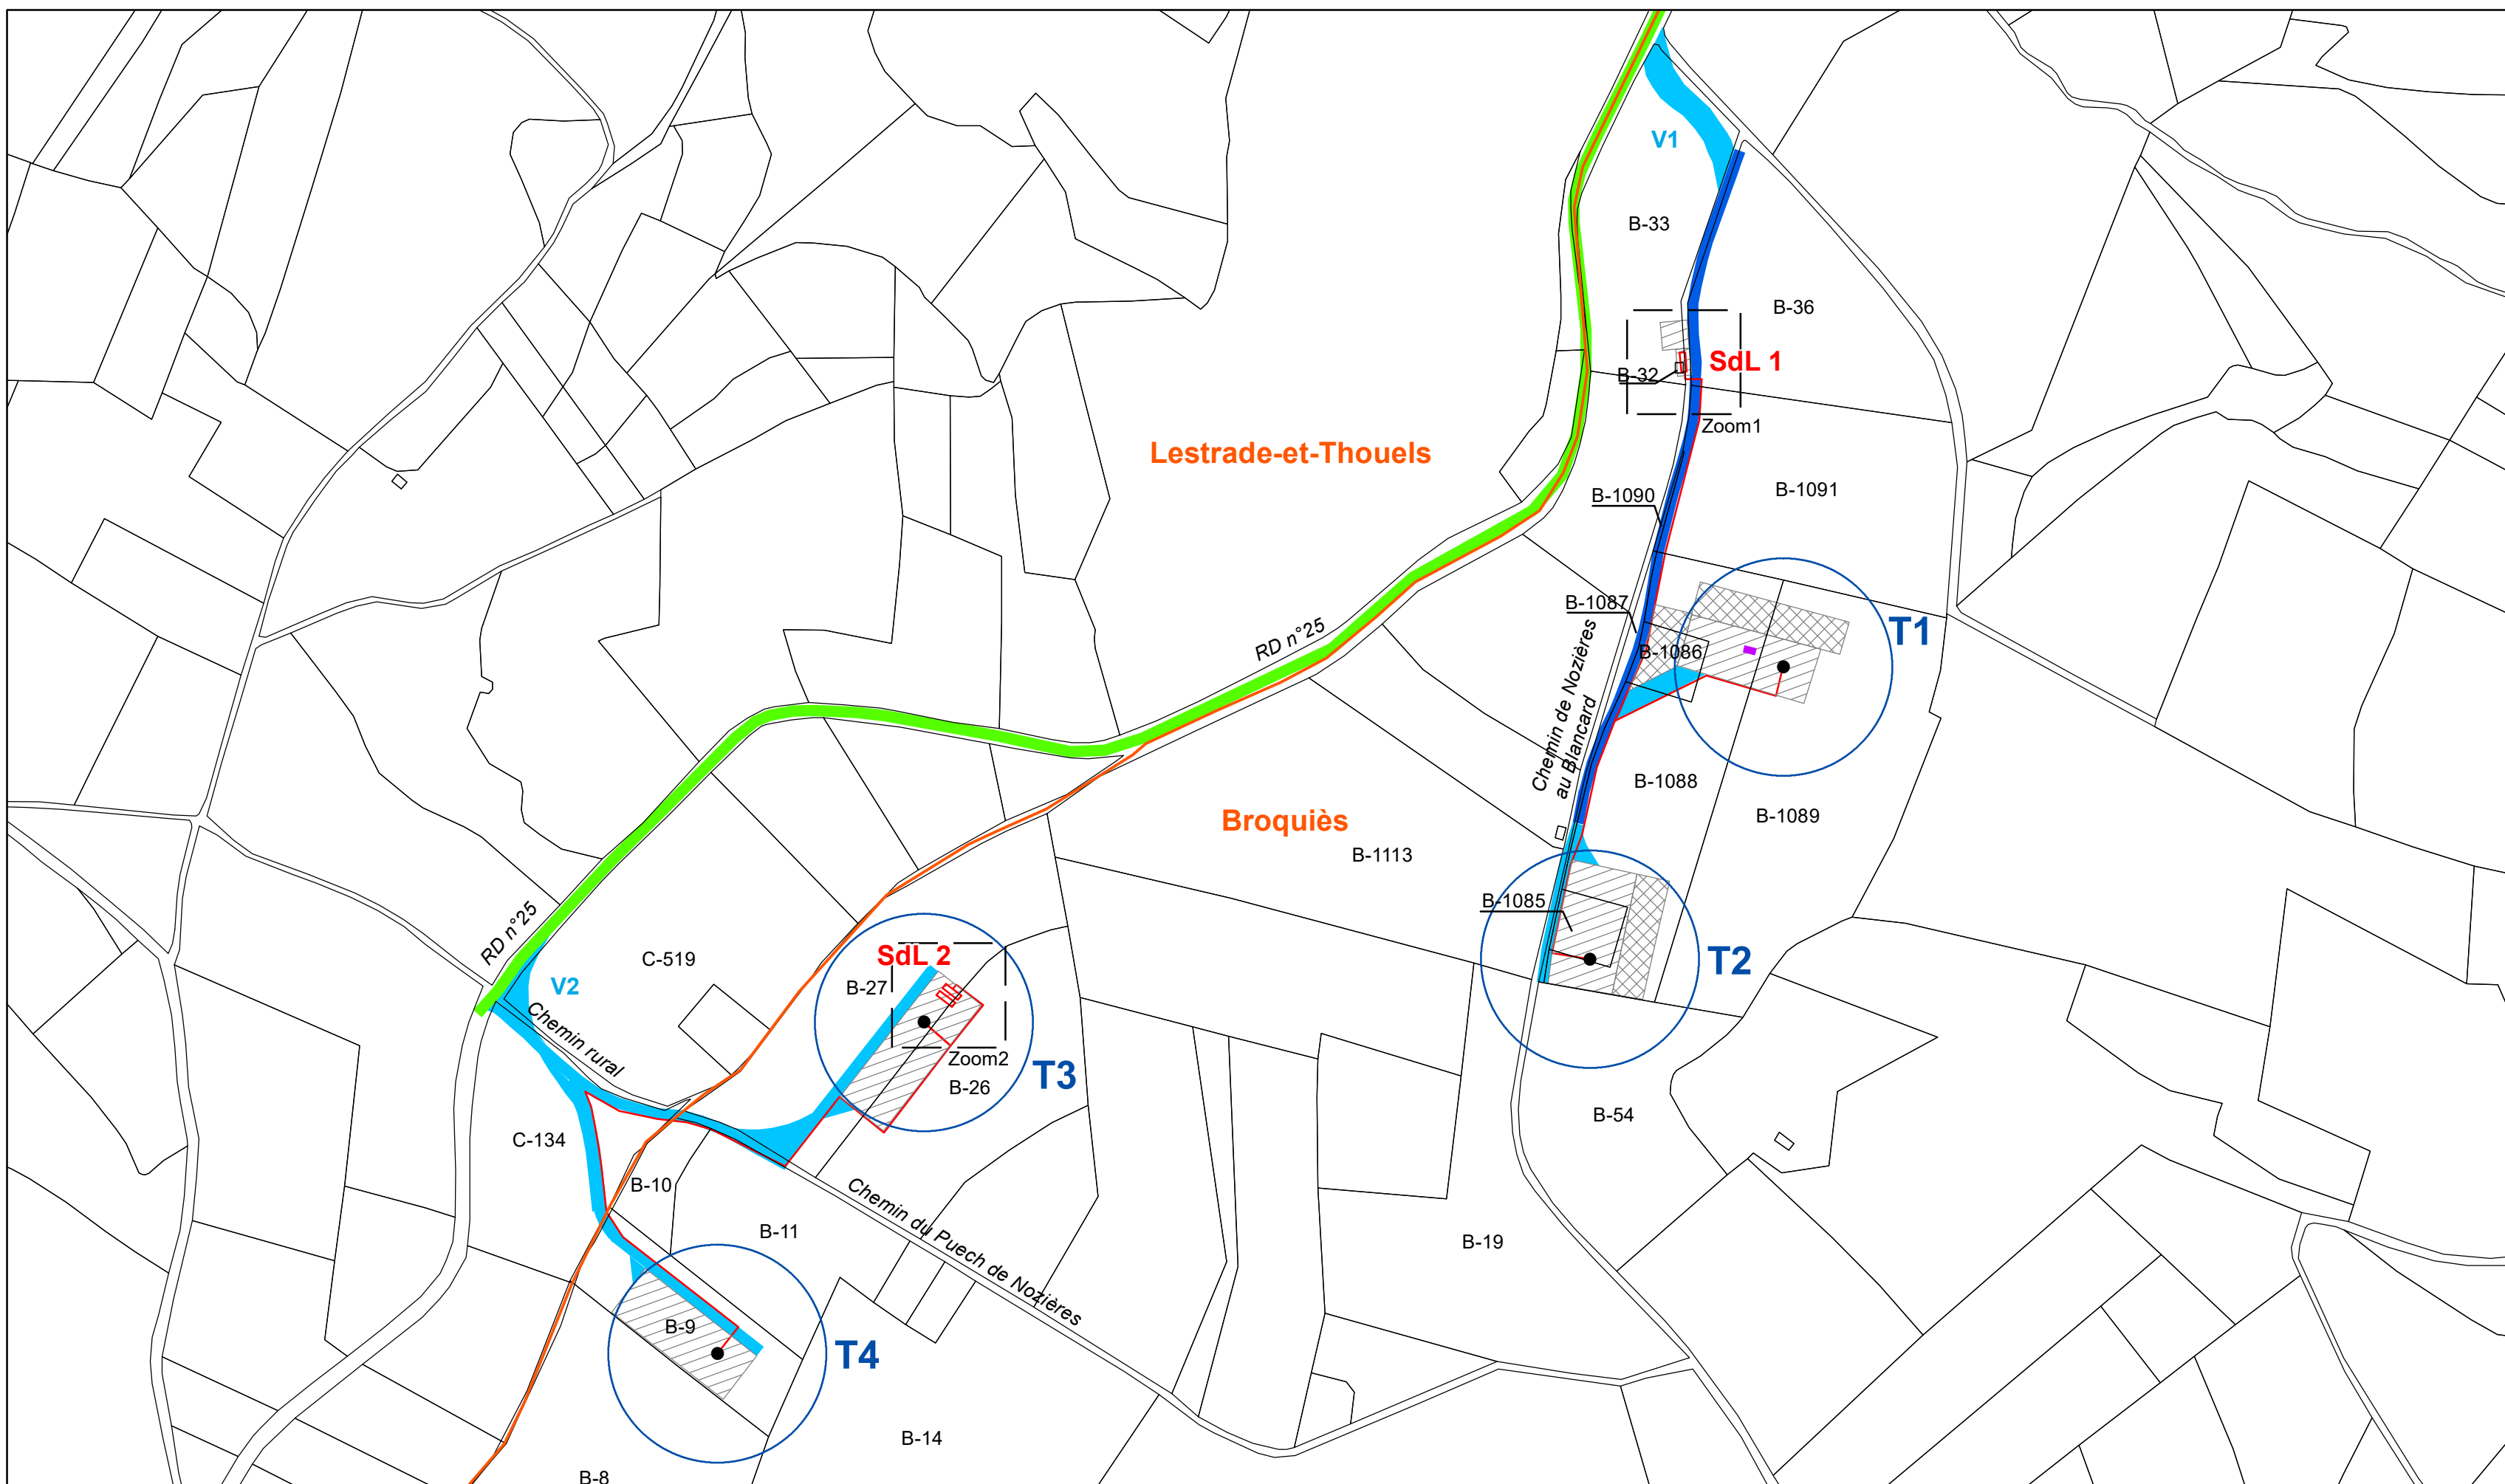 V1
B-33
B-36
SdL 1
B-32
Zoom1
Lestrade-et-Thouels
B-1090
B-1091
B-1087
RD n°25
T1
B-1086
Chemin de Nozières
au Blancard
B-1088
B-1089
Broquiès
B-1113
B-1085
RD n°25
C-519
SdL 2
T2
V2
B-27
Chemin rural
Zoom2
T3
B-26
B-54
C-134
B-10
Chemin du Puech de Nozières
B-11
B-19
B-9
T4
B-14
B-8